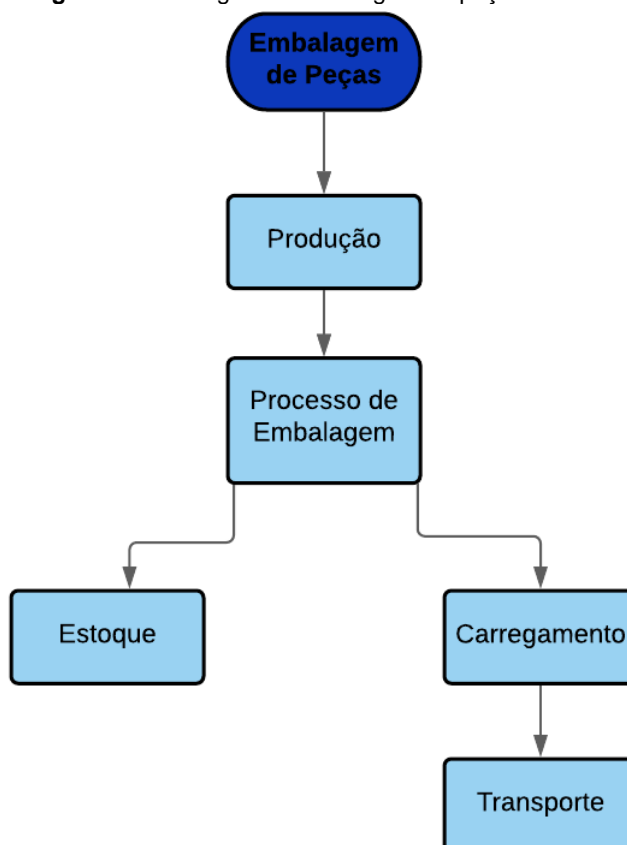 Embalagem
de Peças
Produção
Processo de
Embalagem
Estoque
Carregamento
Transporte